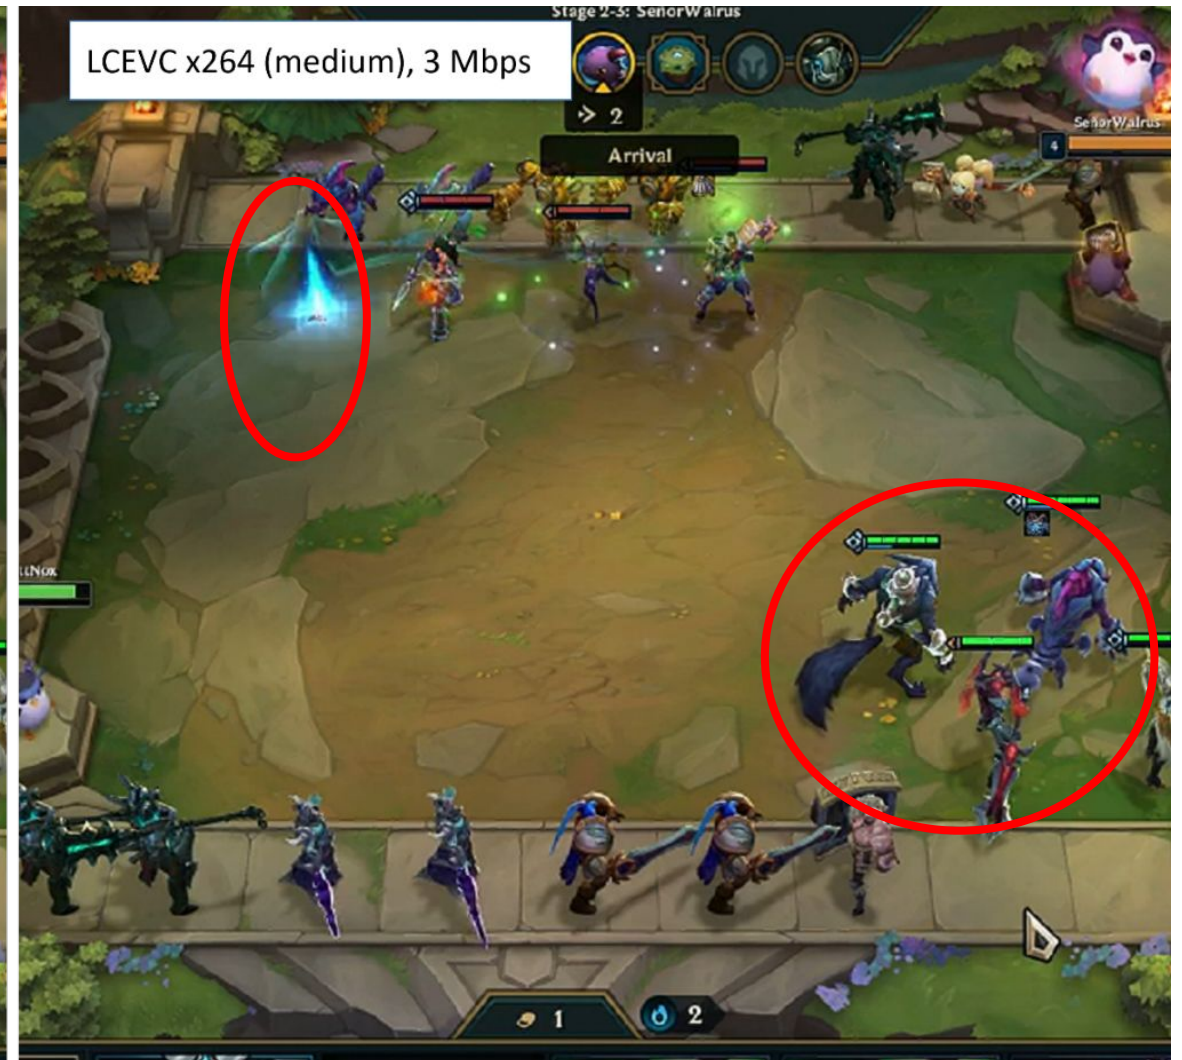 Stage 2-3: SenorWalrus
LCEVC x264 (medium), 3 Mbps
2
Arrival
SenorWalrus
4
1
2